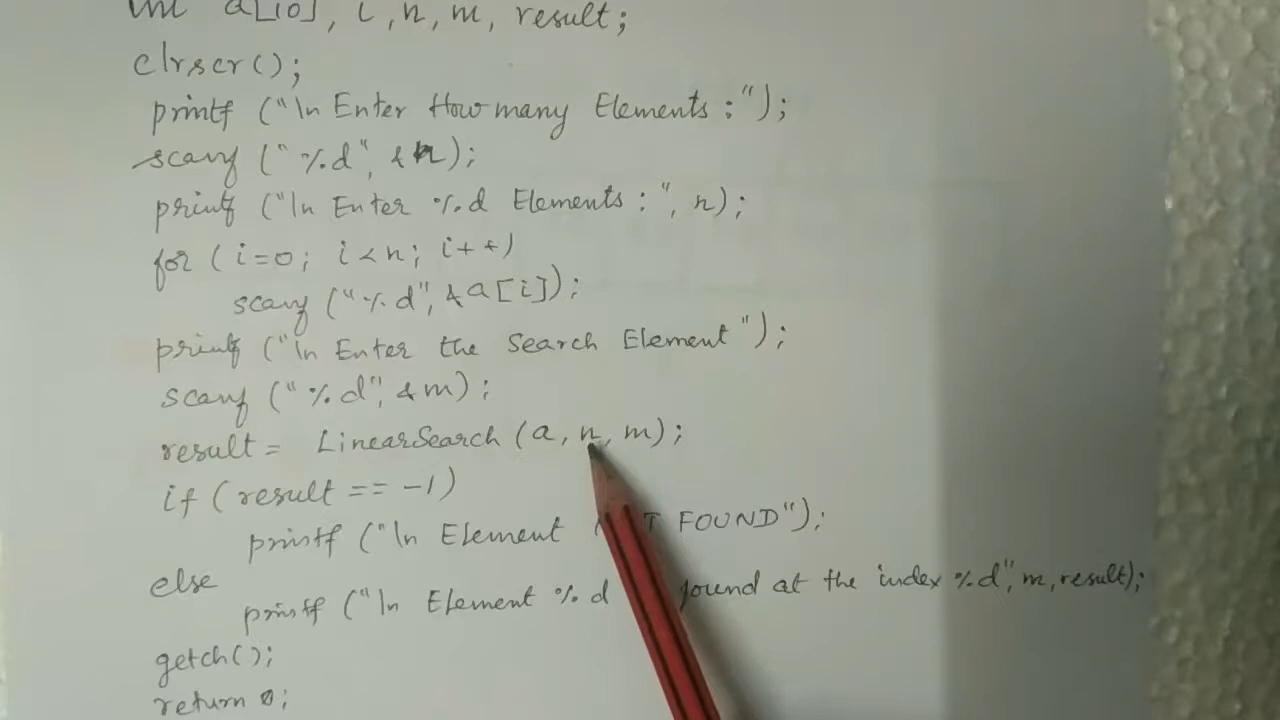 int a[10], i, n, m, result;
clrscr();
printf ("\n Enter How many Elements :");
scanf ("%d", &n);
printf ("\n Enter %d Elements : ", n);
for (i=0; i<n; i++)
scanf ("%d", &a[i]);
printf ("\n Enter the Search Element");
scanf ("%d", &m);
result = LinearSearch (a, n, m);
if (result == -1)
printf ("\n Element T FOUND");
else
printf ("\n Element %d found at the index %d", m, result);
getch();
return 0;